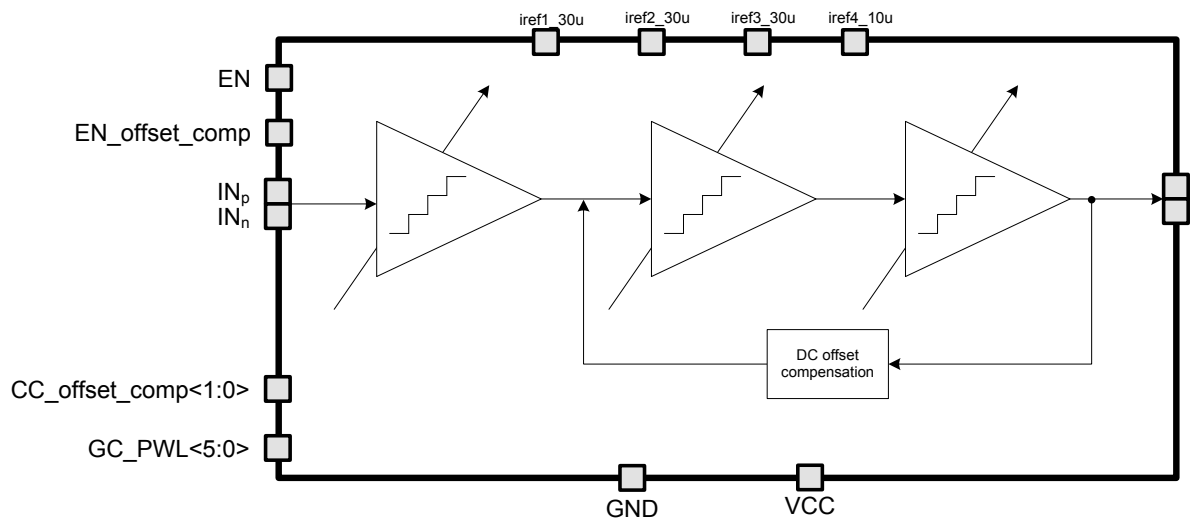 iref1_30u iref2_30u iref3_30u iref4_10u
EN
EN_offset_comp
INp
INn
DC offset
compensation
CC_offset_comp<1:0>
GC_PWL<5:0>
GND
VCC